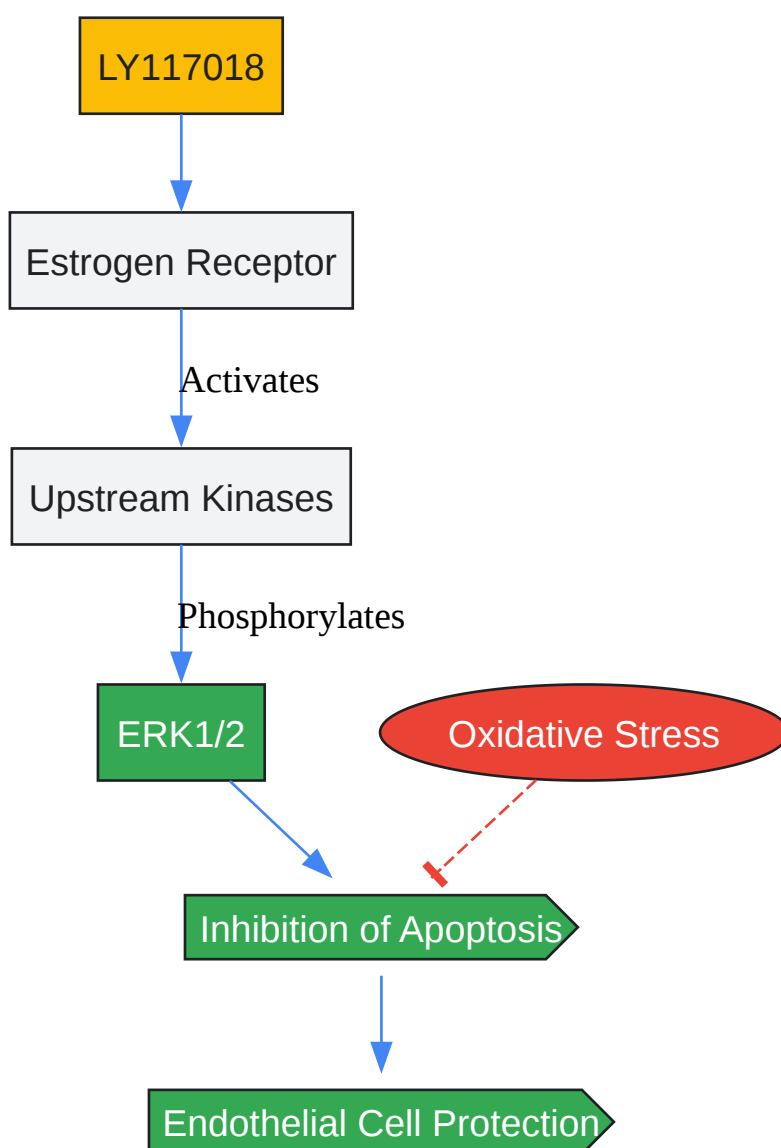 LY117018
Estrogen Receptor
Activates
Upstream Kinases
Phosphorylates
ERK1/2
Oxidative Stress
Inhibition of Apoptosis
Endothelial Cell Protection